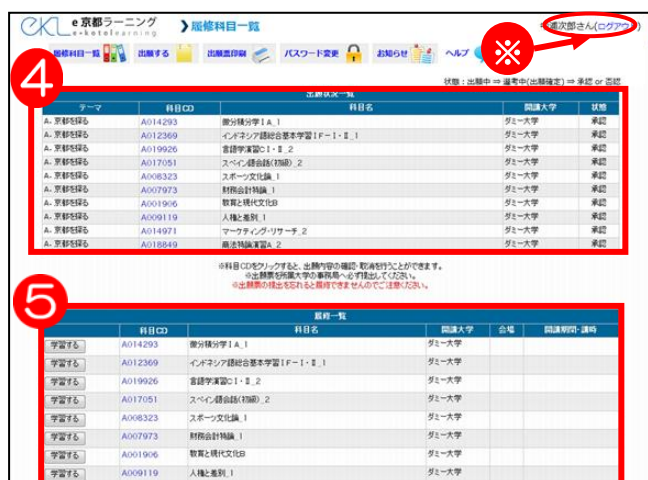 e京都ラーニング
e-kotolearning
履修科目一覧
次郎さん(ログアウト)
履修科目一覧 出願する 出願票印刷 パスワード変更 お知らせ ヘルプ
※
状態：出願中 ⇒ 選考中(出願確定) ⇒ 承認 or 否認
4
出願状況一覧
テーマ 科目CD 科目名 開講大学 状態
A. 京都を探る A014293 微分積分学ⅠA_1 ダミー大学 承認
A. 京都を探る A012369 インドネシア語総合基本学習ⅠF－Ⅰ・Ⅱ_1 ダミー大学 承認
A. 京都を探る A019926 言語学演習CⅠ・Ⅱ_2 ダミー大学 承認
A. 京都を探る A017051 スペイン語会話(初級)_2 ダミー大学 承認
A. 京都を探る A008323 スポーツ文化論_1 ダミー大学 承認
A. 京都を探る A007973 財務会計特論_1 ダミー大学 承認
A. 京都を探る A001906 教育と現代文化B ダミー大学 承認
A. 京都を探る A009119 人権と差別_1 ダミー大学 承認
A. 京都を探る A014971 マーケティング・リサーチ_2 ダミー大学 承認
A. 京都を探る A018849 商法特論演習A_2 ダミー大学 承認
※科目CDをクリックすると、出願内容の確認・取消を行うことができます。
※出願票を所属大学の事務局へ必ず提出してください。
※出願票の提出を忘れると履修できませんのでご注意ください。
5
履修一覧
科目CD 科目名 開講大学 会場 開講期間・講時
学習する A014293 微分積分学ⅠA_1 ダミー大学
学習する A012369 インドネシア語総合基本学習ⅠF－Ⅰ・Ⅱ_1 ダミー大学
学習する A019926 言語学演習CⅠ・Ⅱ_2 ダミー大学
学習する A017051 スペイン語会話(初級)_2 ダミー大学
学習する A008323 スポーツ文化論_1 ダミー大学
学習する A007973 財務会計特論_1 ダミー大学
学習する A001906 教育と現代文化B ダミー大学
学習する A009119 人権と差別_1 ダミー大学